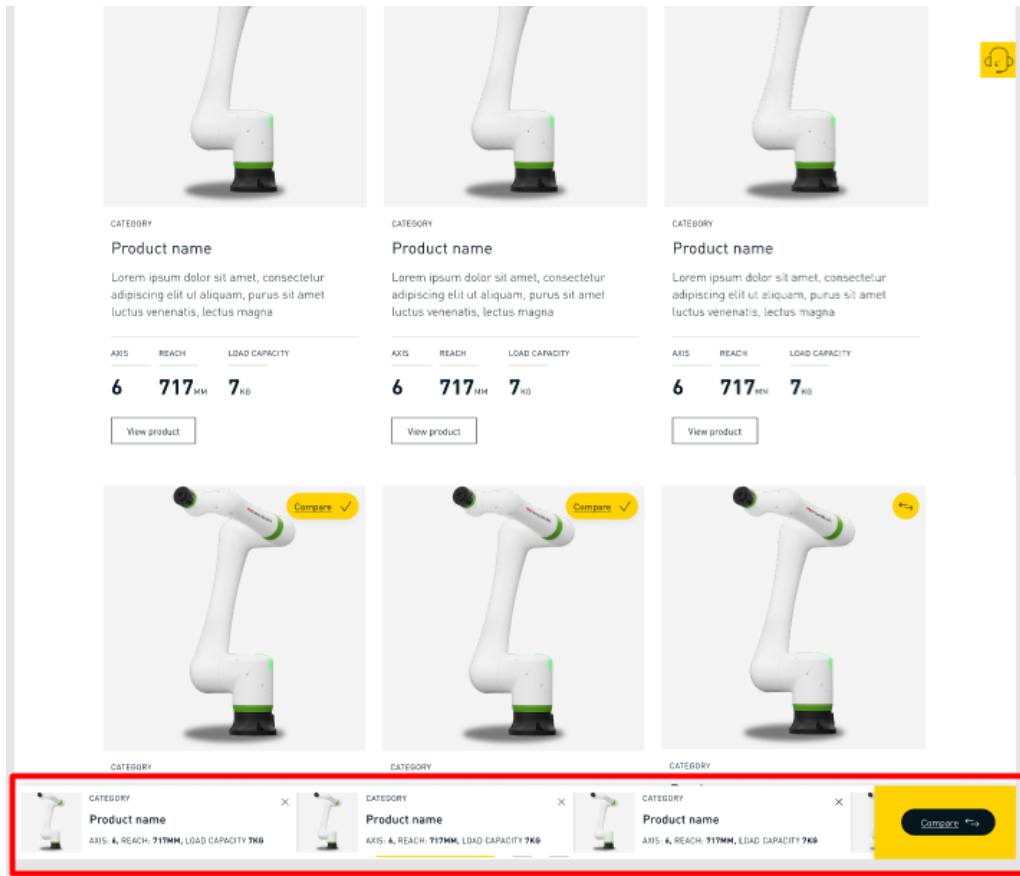 CATEGORY CATEGORY CATEGORY
Product name Product name Product name
Lorem ipsum dolor sit amet, consectetur Lorem ipsum dolor sit amet, consectetur Lorem ipsum dolor sit amet, consectetur
adipiscing elit ut aliquam, purus sit amet adipiscing elit ut aliquam, purus sit amet adipiscing elit ut aliquam, purus sit amet
luctus venenatis, lectus magna luctus venenatis, lectus magna luctus venenatis, lectus magna
AXIS REACH LOAD CAPACITY AXIS REACH LOAD CAPACITY AXIS REACH LOAD CAPACITY
6 717MM 7KG 6 717MM 7KG 6 717MM 7KG
View product View product View product
Compare Compare
CATEGORY CATEGORY CATEGORY
CATEGORY CATEGORY CATEGORY
Product name Product name Product name
AXIS: 6, REACH: 717MM, LOAD CAPACITY 7KG AXIS: 6, REACH: 717MM, LOAD CAPACITY 7KG AXIS: 6, REACH: 717MM, LOAD CAPACITY 7KG
Compare